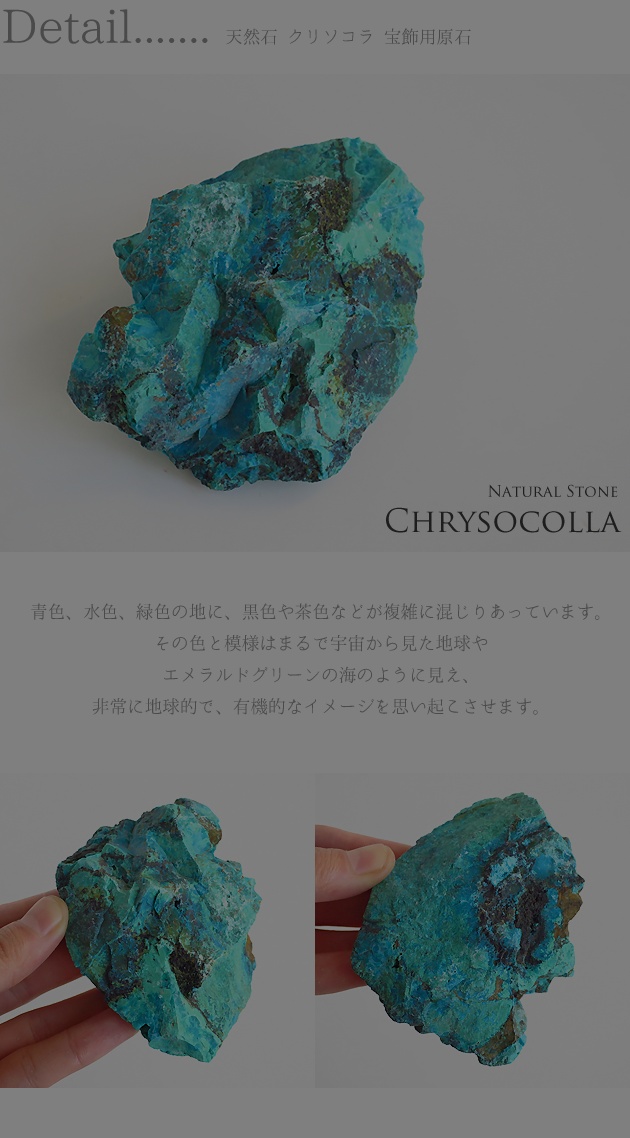 Detail....... 天然石 クリソコラ 宝飾用原石
NATURAL STONE
CHRYSOCOLLA
青色、水色、緑色の地に、黒色や茶色などが複雑に混じりあっています。
その色と模様はまるで宇宙から見た地球や
エメラルドグリーンの海のように見え、
非常に地球的で、有機的なイメージを思い起こさせます。